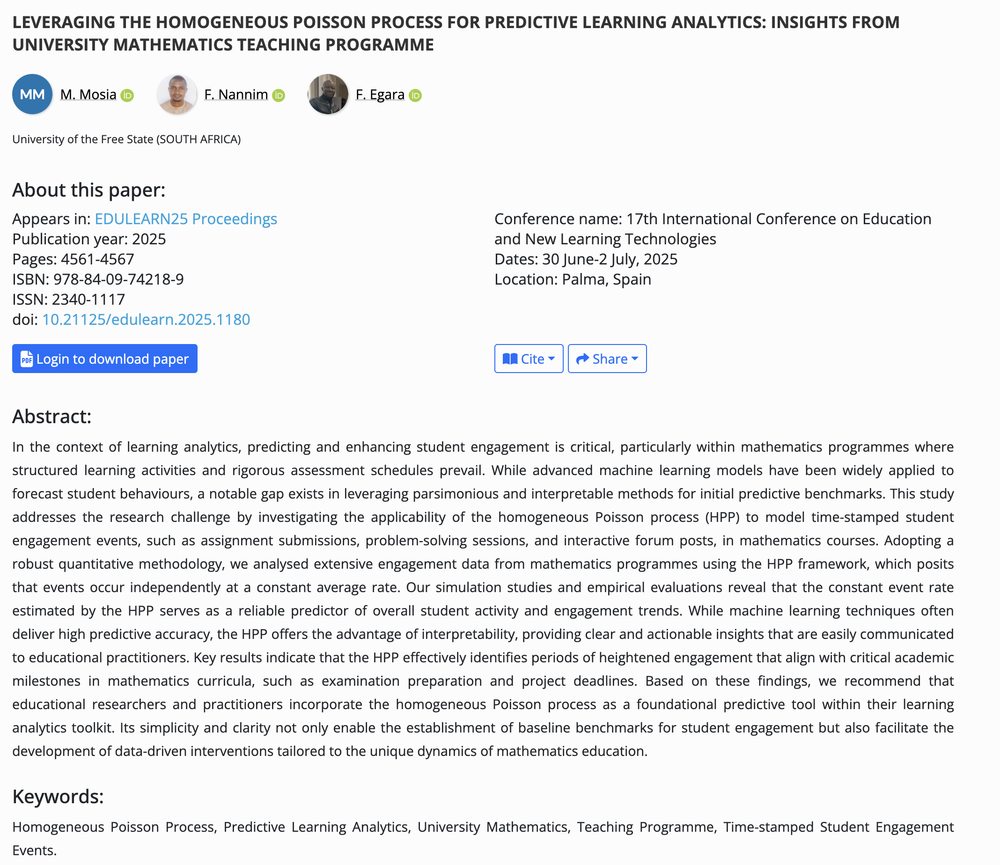 LEVERAGING THE HOMOGENEOUS POISSON PROCESS FOR PREDICTIVE LEARNING ANALYTICS: INSIGHTS FROM
UNIVERSITY MATHEMATICS TEACHING PROGRAMME
MM M. Mosia iD F. Nannim iD F. Egara iD
University of the Free State (SOUTH AFRICA)
About this paper:
Appears in: EDULEARN25 Proceedings
Publication year: 2025
Pages: 4561-4567
ISBN: 978-84-09-74218-9
ISSN: 2340-1117
doi: 10.21125/edulearn.2025.1180
Conference name: 17th International Conference on Education
and New Learning Technologies
Dates: 30 June-2 July, 2025
Location: Palma, Spain
PDF Login to download paper
Cite Share
Abstract:
In the context of learning analytics, predicting and enhancing student engagement is critical, particularly within mathematics programmes where
structured learning activities and rigorous assessment schedules prevail. While advanced machine learning models have been widely applied to
forecast student behaviours, a notable gap exists in leveraging parsimonious and interpretable methods for initial predictive benchmarks. This study
addresses the research challenge by investigating the applicability of the homogeneous Poisson process (HPP) to model time-stamped student
engagement events, such as assignment submissions, problem-solving sessions, and interactive forum posts, in mathematics courses. Adopting a
robust quantitative methodology, we analysed extensive engagement data from mathematics programmes using the HPP framework, which posits
that events occur independently at a constant average rate. Our simulation studies and empirical evaluations reveal that the constant event rate
estimated by the HPP serves as a reliable predictor of overall student activity and engagement trends. While machine learning techniques often
deliver high predictive accuracy, the HPP offers the advantage of interpretability, providing clear and actionable insights that are easily communicated
to educational practitioners. Key results indicate that the HPP effectively identifies periods of heightened engagement that align with critical academic
milestones in mathematics curricula, such as examination preparation and project deadlines. Based on these findings, we recommend that
educational researchers and practitioners incorporate the homogeneous Poisson process as a foundational predictive tool within their learning
analytics toolkit. Its simplicity and clarity not only enable the establishment of baseline benchmarks for student engagement but also facilitate the
development of data-driven interventions tailored to the unique dynamics of mathematics education.
Keywords:
Homogeneous Poisson Process, Predictive Learning Analytics, University Mathematics, Teaching Programme, Time-stamped Student Engagement
Events.